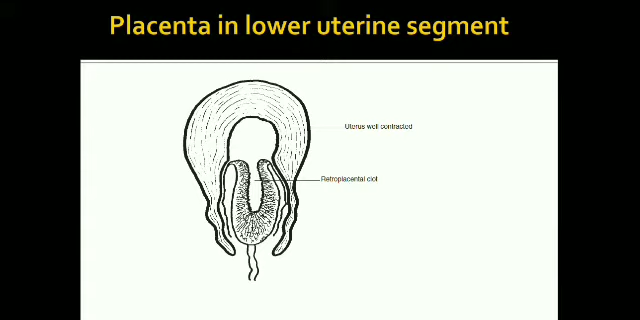 Placenta in lower uterine segment
Uterus well contracted
Retroplacental clot